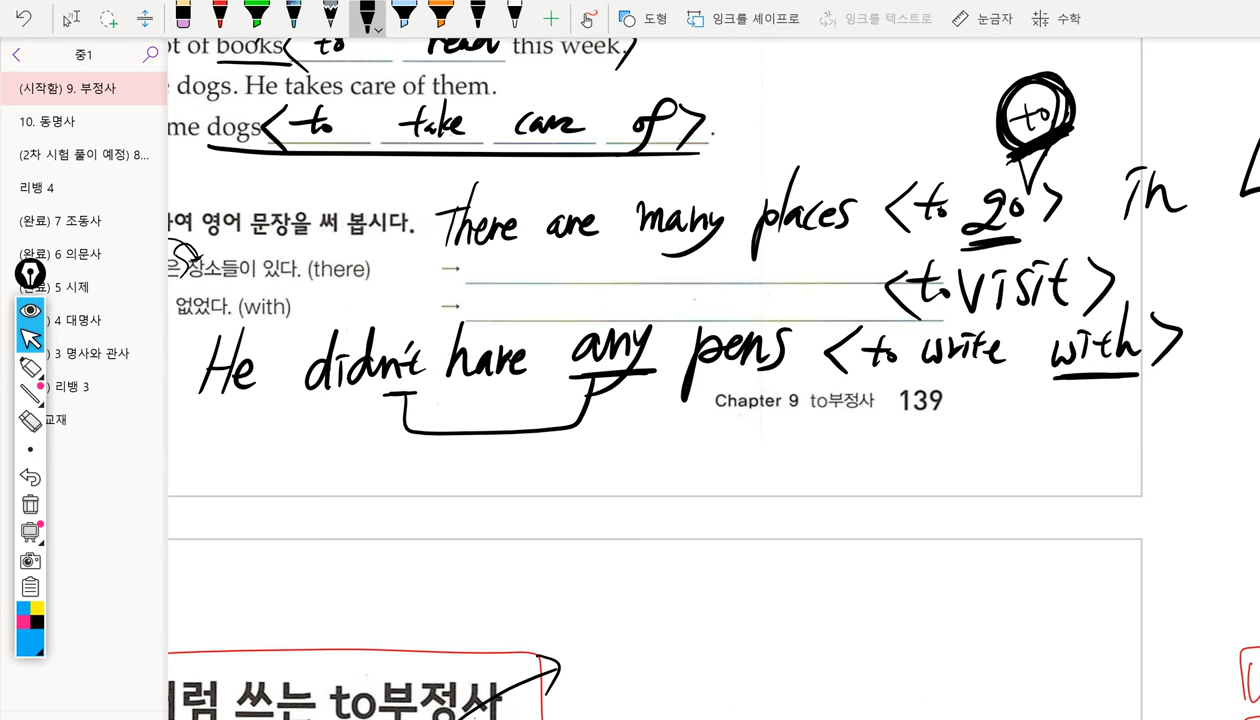 도형 잉크를 셰이프로 잉크를 텍스트로 눈금자 수학
중1
(시작함) 9. 부정사
10. 동명사
(2차 시험 풀이 예정) 8...
리뱅 4
(완료) 7 조동사
(완료) 6 의문사
5 시제
) 4 대명사
) 3 명사와 관사
) 리뱅 3
교재
ot of books <to read this week.>
dogs. He takes care of them.
me dogs <to take care of>.
to
여 영어 문장을 써 봅시다. There are many places <to go> in
은 장소들이 있다. (there) →
<to visit>
없었다. (with) →
He didn't have any pens <to write with>
Chapter 9 to부정사 139
럼 쓰는 to부정사